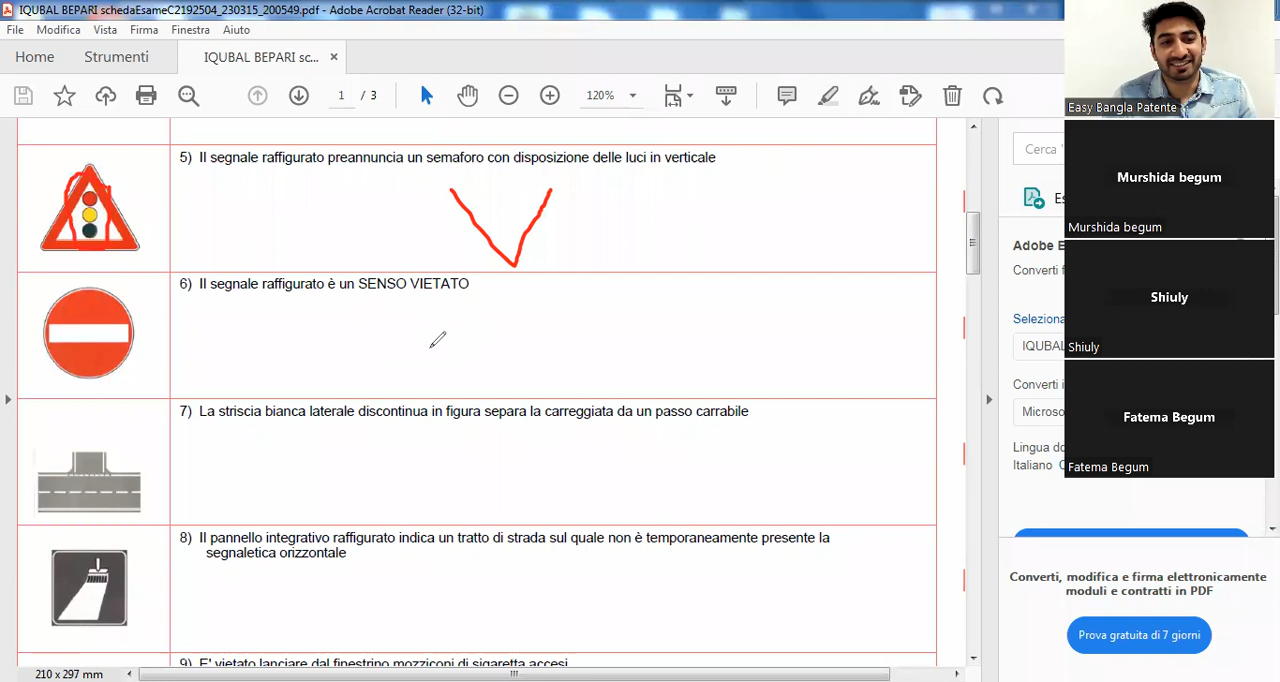 IQUBAL BEPARI schedaEsameC2192504_230315_200549.pdf - Adobe Acrobat Reader (32-bit)
File Modifica Vista Firma Finestra Aiuto
Home Strumenti IQUBAL BEPARI sc... ×
1 / 3 120%
5) Il segnale raffigurato preannuncia un semaforo con disposizione delle luci in verticale
V
6) Il segnale raffigurato è un SENSO VIETATO
7) La striscia bianca laterale discontinua in figura separa la carreggiata da un passo carrabile
8) Il pannello integrativo raffigurato indica un tratto di strada sul quale non è temporaneamente presente la
segnaletica orizzontale
9) E' vietato lanciare dal finestrino mozziconi di sigaretta accesi
210 x 297 mm
Cerca
Es
Adobe E
Converti f
Seleziona
IQUBAL
Converti i
Microso
Lingua do
Italiano
Converti, modifica e firma elettronicamente
moduli e contratti in PDF
Prova gratuita di 7 giorni
Easy Bangla Patente
Murshida begum
Murshida begum
Shiuly
Shiuly
Fatema Begum
Fatema Begum